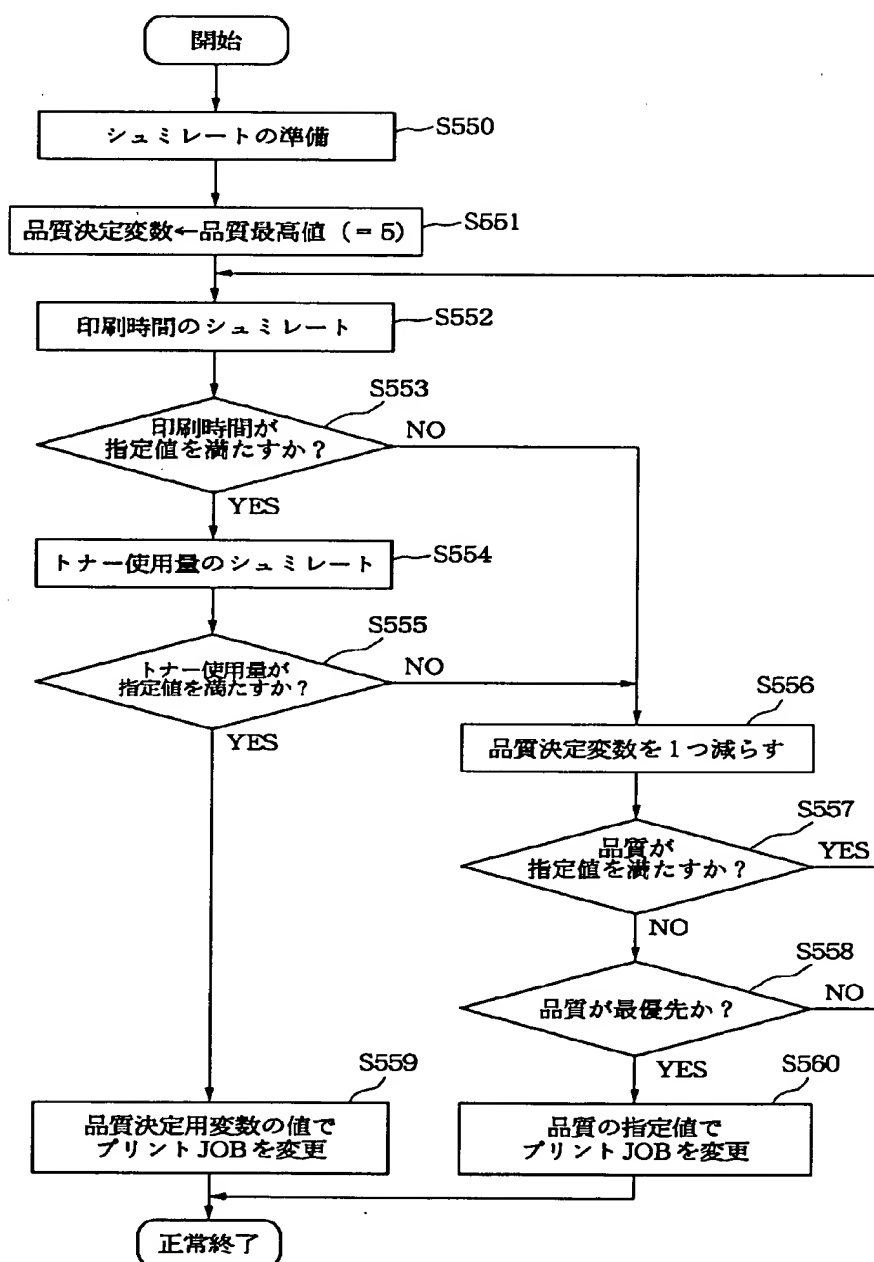 開始
シュミレートの準備
S550
品質決定変数←品質最高値（＝5）
S551
印刷時間のシュミレート
S552
S553
印刷時間が
指定値を満たすか？
NO
YES
トナー使用量のシュミレート
S554
S555
トナー使用量が
指定値を満たすか？
NO
YES
S556
品質決定変数を1つ減らす
S557
品質が
指定値を満たすか？
YES
NO
S558
品質が最優先か？
NO
YES
S559
品質決定用変数の値で
プリントJOBを変更
S560
品質の指定値で
プリントJOBを変更
正常終了